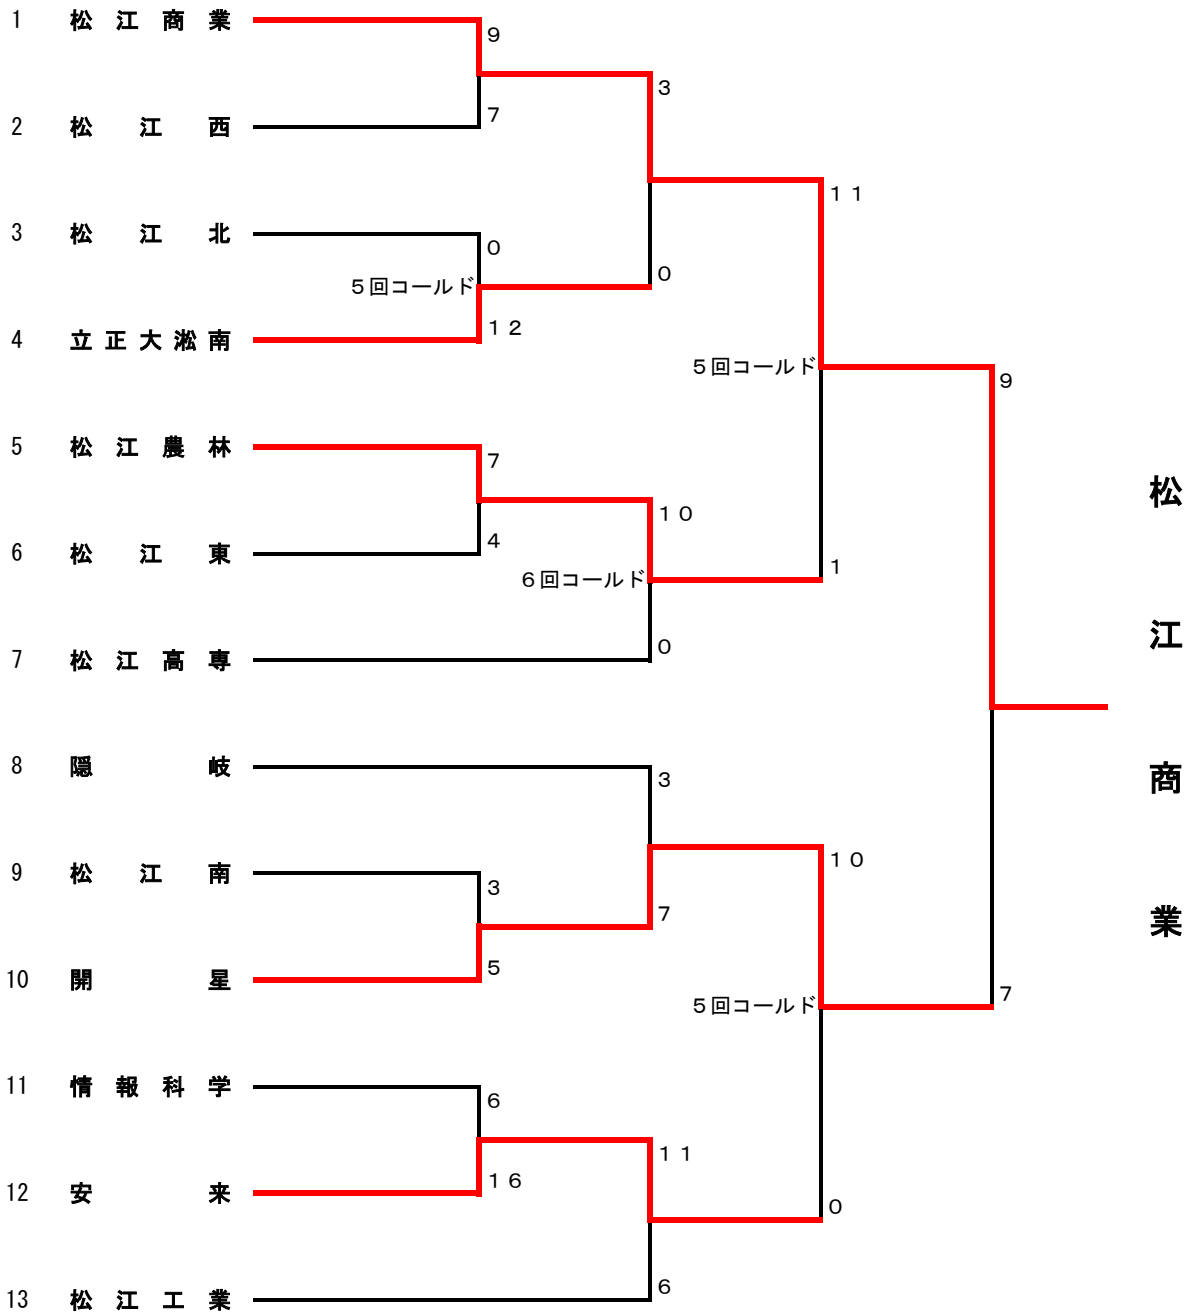 1 松江商業
9
3
7
2 松江西
11
3 松江北
0
0
5回コールド
12
4 立正大淞南
5回コールド
9
5 松江農林
7
10
4
6 松江東
1
6回コールド
0
7 松江高専
松江商業
8 隠岐
3
10
9 松江南
3
7
5
10 開星
7
5回コールド
11 情報科学
6
11
16
12 安来
0
6
13 松江工業